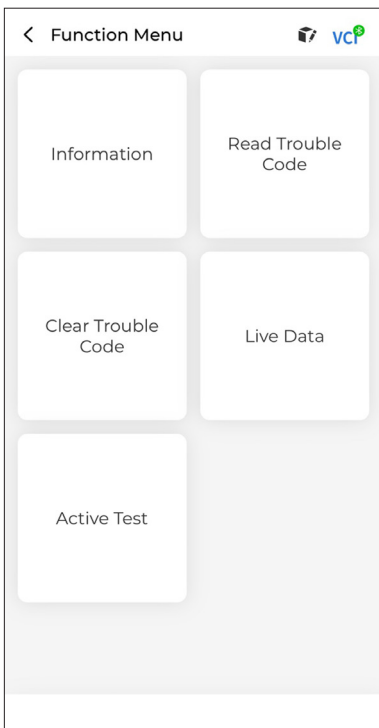 Function Menu
VCI
Information
Read Trouble
Code
Clear Trouble
Code
Live Data
Active Test